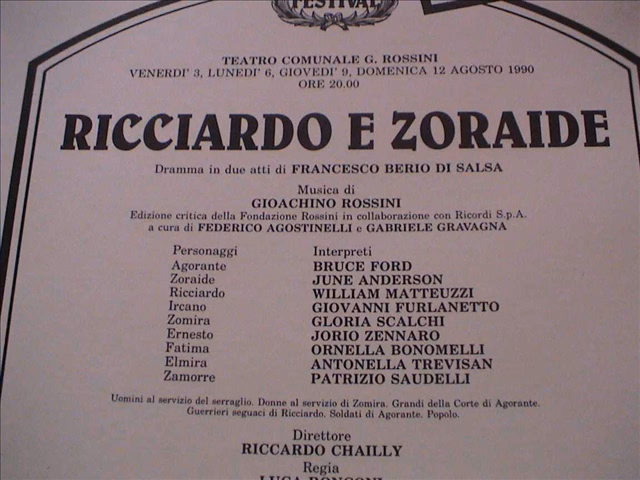 FESTIVAL
TEATRO COMUNALE G. ROSSINI
VENERDI' 3, LUNEDI' 6, GIOVEDI' 9, DOMENICA 12 AGOSTO 1990
ORE 20.00
RICCIARDO E ZORAIDE
Dramma in due atti di FRANCESCO BERIO DI SALSA
Musica di
GIOACHINO ROSSINI
Edizione critica della Fondazione Rossini in collaborazione con Ricordi S.p.A.
a cura di FEDERICO AGOSTINELLI e GABRIELE GRAVAGNA
Personaggi Interpreti
Agorante BRUCE FORD
Zoraide JUNE ANDERSON
Ricciardo WILLIAM MATTEUZZI
Ircano GIOVANNI FURLANETTO
Zomira GLORIA SCALCHI
Ernesto JORIO ZENNARO
Fatima ORNELLA BONOMELLI
Elmira ANTONELLA TREVISAN
Zamorre PATRIZIO SAUDELLI
Uomini al servizio del serraglio. Donne al servizio di Zomira. Grandi della Corte di Agorante.
Guerrieri seguaci di Ricciardo. Soldati di Agorante. Popolo.
Direttore
RICCARDO CHAILLY
Regia
LUCA RONCONI